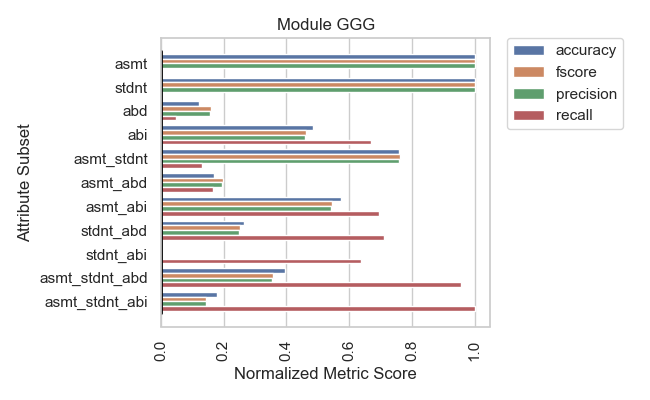 Module GGG
accuracy
fscore
precision
recall
Attribute Subset
asmt
stdnt
abd
abi
asmt_stdnt
asmt_abd
asmt_abi
stdnt_abd
stdnt_abi
asmt_stdnt_abd
asmt_stdnt_abi
0.0
0.2
0.4
0.6
0.8
1.0
Normalized Metric Score